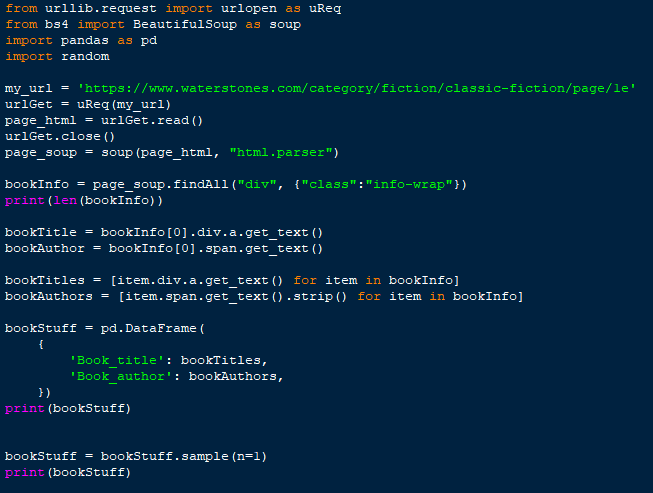 from urllib.request import urlopen as uReq
from bs4 import BeautifulSoup as soup
import pandas as pd
import random
my_url = 'https://www.waterstones.com/category/fiction/classic-fiction/page/1e'
urlGet = uReq(my_url)
page_html = urlGet.read()
urlGet.close()
page_soup = soup(page_html, "html.parser")
bookInfo = page_soup.findAll("div", {"class":"info-wrap"})
print(len(bookInfo))
bookTitle = bookInfo[0].div.a.get_text()
bookAuthor = bookInfo[0].span.get_text()
bookTitles = [item.div.a.get_text() for item in bookInfo]
bookAuthors = [item.span.get_text().strip() for item in bookInfo]
bookStuff = pd.DataFrame(
    {
        'Book_title': bookTitles,
        'Book_author': bookAuthors,
    })
print(bookStuff)
bookStuff = bookStuff.sample(n=1)
print(bookStuff)